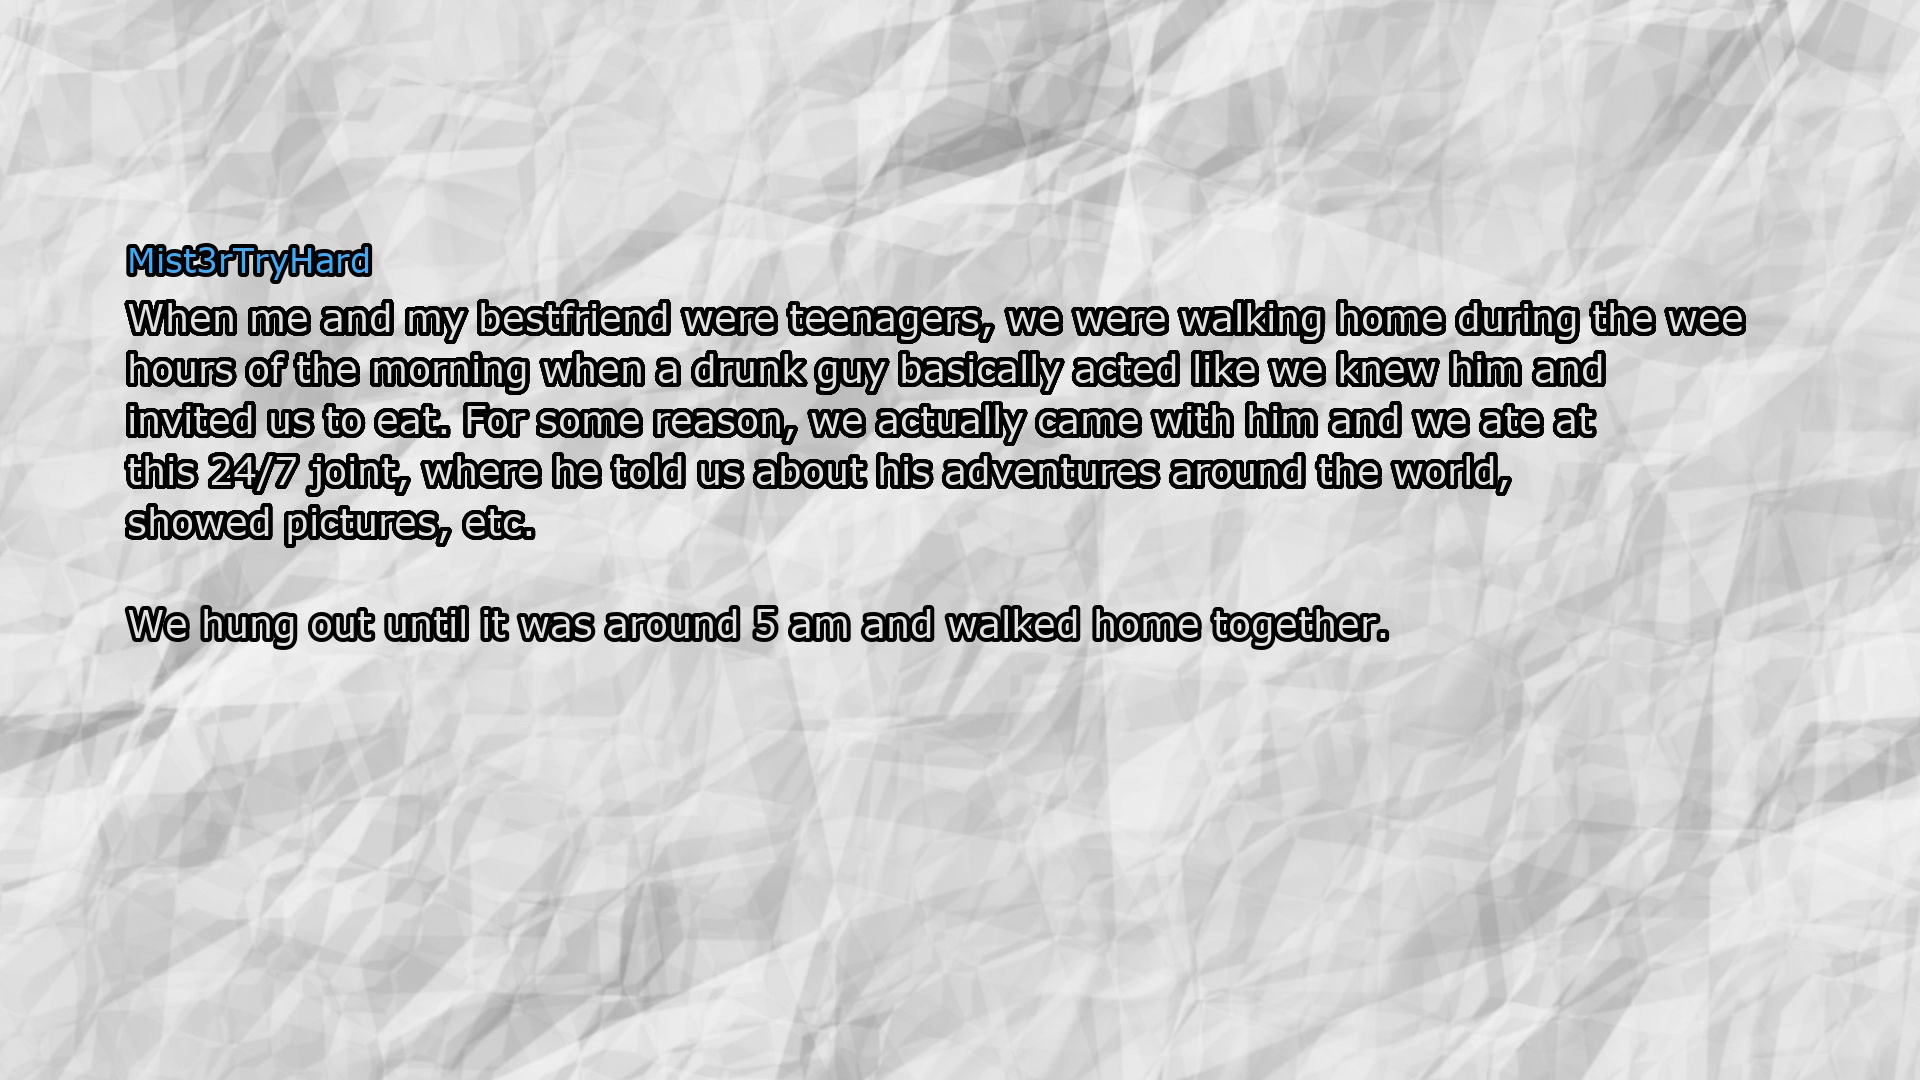 Mist3rTryHard
When me and my bestfriend were teenagers, we were walking home during the wee
hours of the morning when a drunk guy basically acted like we knew him and
invited us to eat. For some reason, we actually came with him and we ate at
this 24/7 joint, where he told us about his adventures around the world,
showed pictures, etc.
We hung out until it was around 5 am and walked home together.